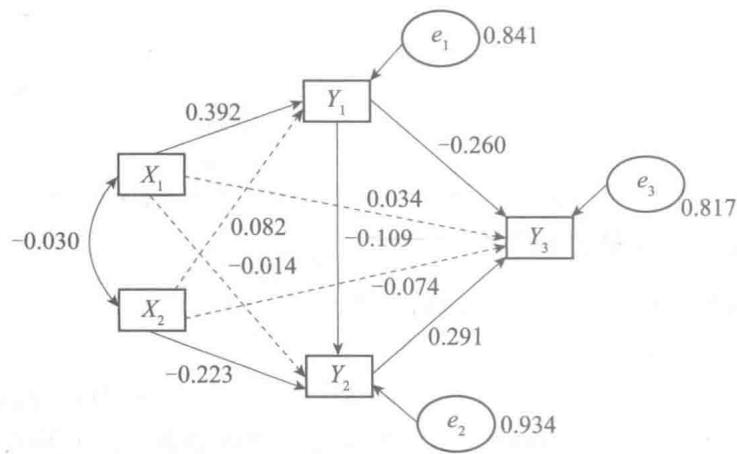 e₁ 0.841
0.392
Y₁
-0.260
X₁
0.034
e₃
0.817
-0.030
0.082
-0.109
Y₃
-0.014
-0.074
X₂
0.291
-0.223
Y₂
e₂ 0.934